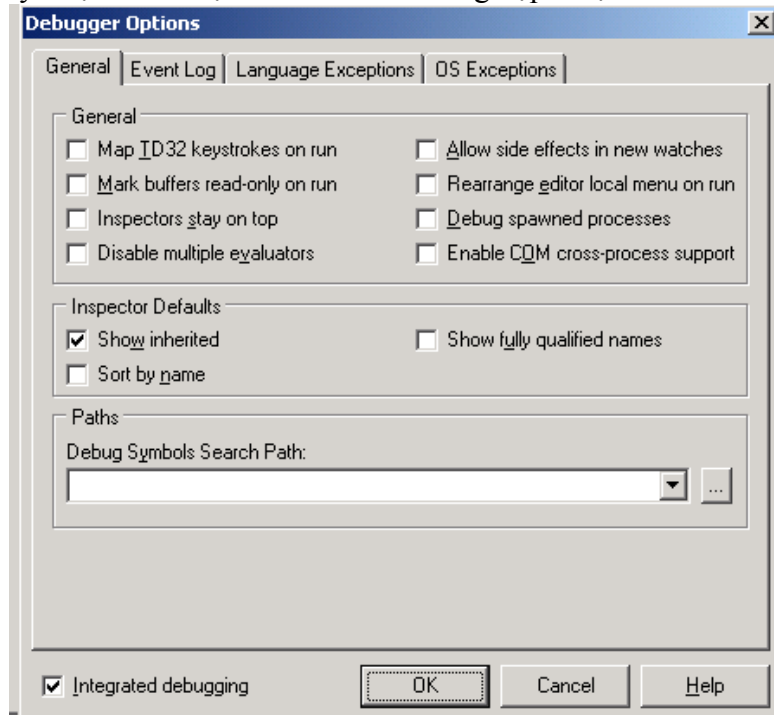 Debugger Options
General Event Log Language Exceptions OS Exceptions
General
Map TD32 keystrokes on run
Allow side effects in new watches
Mark buffers read-only on run
Rearrange editor local menu on run
Inspectors stay on top
Debug spawned processes
Disable multiple evaluators
Enable COM cross-process support
Inspector Defaults
Show inherited
Show fully qualified names
Sort by name
Paths
Debug Symbols Search Path:
...
Integrated debugging
OK Cancel Help